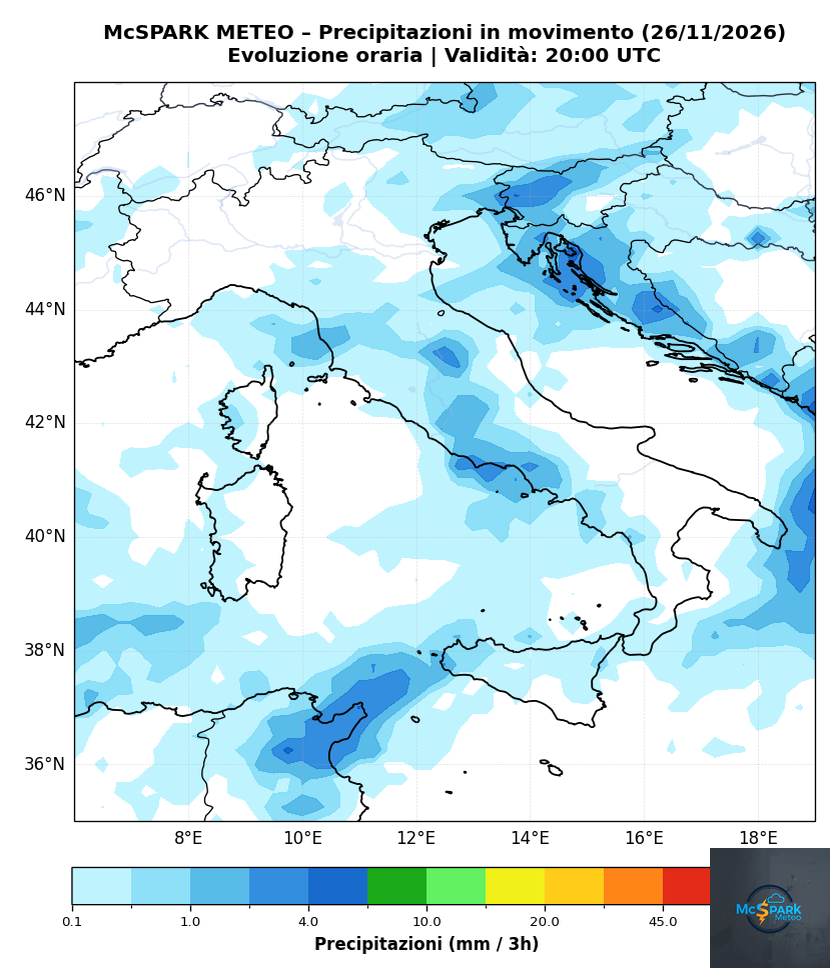 McSPARK METEO – Precipitazioni in movimento (26/11/2026)
Evoluzione oraria | Validità: 20:00 UTC
46°N
44°N
42°N
40°N
38°N
36°N
8°E 10°E 12°E 14°E 16°E 18°E
0.1 1.0 4.0 10.0 20.0 45.0
Precipitazioni (mm / 3h)
McSPARK
Meteo